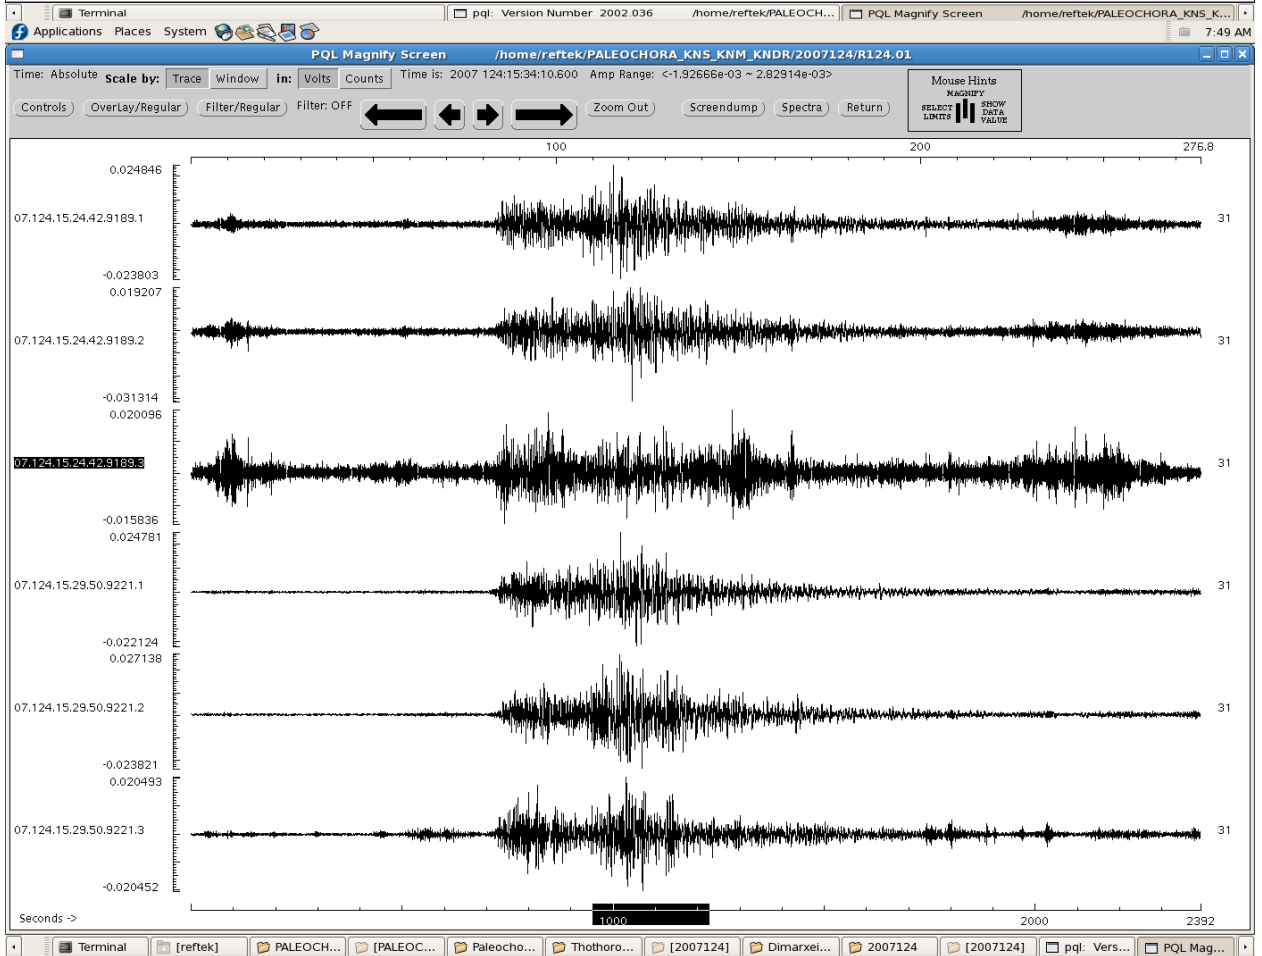 Terminal pql: Version Number 2002.036 /home/reftek/PALEOCH... PQL Magnify Screen /home/reftek/PALEOCHORA_KNS_K...
Applications Places System 7:49 AM
PQL Magnify Screen /home/reftek/PALEOCHORA_KNS_KNM_KNDR/2007124/R124.01
Time: Absolute Scale by: Trace Window in: Volts Counts Time is: 2007 124:15:34:10.600 Amp Range: <-1.92666e-03 ~ 2.82914e-03>
Mouse Hints
MAGNIFY
SELECT LIMITS SHOW DATA VALUE
Controls OverLay/Regular Filter/Regular Filter: OFF Zoom Out Screendump Spectra Return
100 200 276.8
0.024846
07.124.15.24.42.9189.1 31
-0.023803
0.019207
07.124.15.24.42.9189.2 31
-0.031314
0.020096
07.124.15.24.42.9189.3 31
-0.015836
0.024781
07.124.15.29.50.9221.1 31
-0.022124
0.027138
07.124.15.29.50.9221.2 31
-0.023821
0.020493
07.124.15.29.50.9221.3 31
-0.020452
Seconds -> 1000 2000 2392
Terminal [reftek] PALEOCH... [PALEOC... Paleocho... Thothoro... [2007124] Dimarxei... 2007124 [2007124] pql: Vers... PQL Mag...